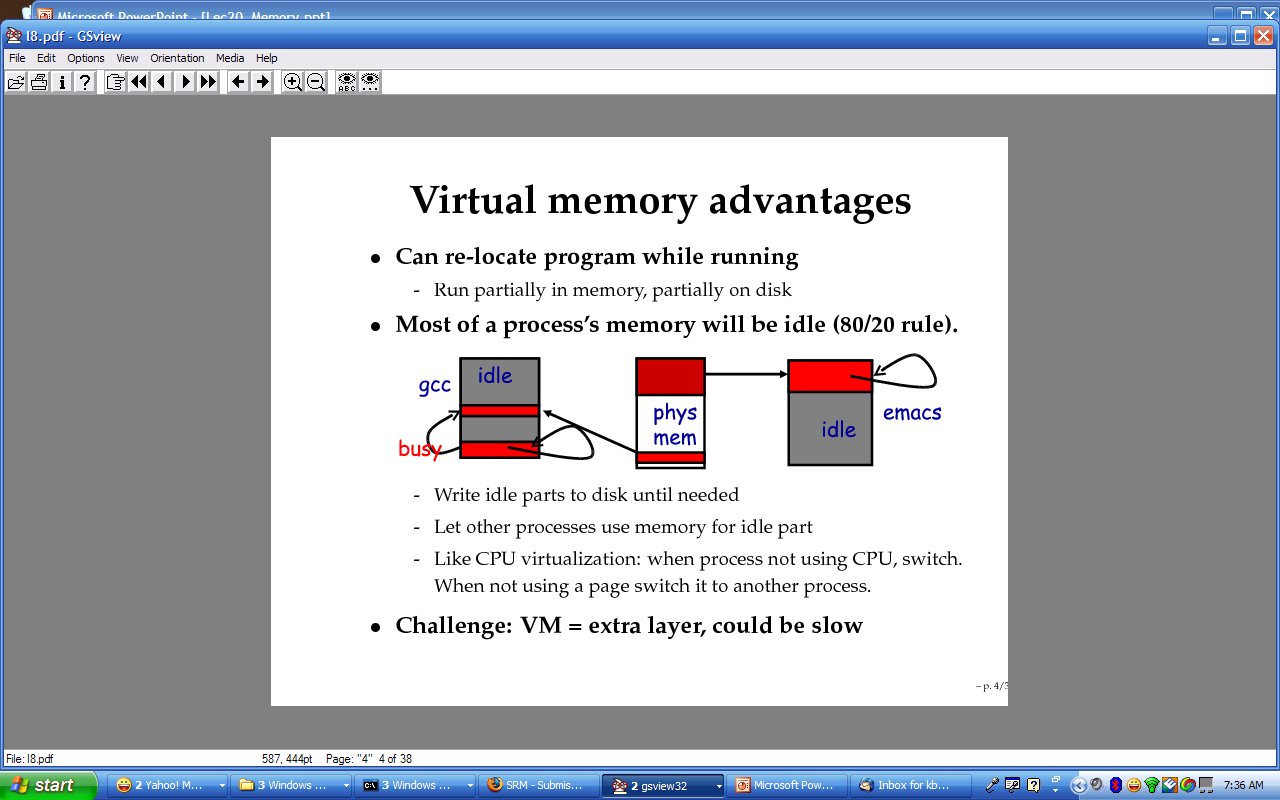 Microsoft PowerPoint - [Lec20_Memory.ppt]
l8.pdf - GSview
File Edit Options View Orientation Media Help
Virtual memory advantages
• Can re-locate program while running
- Run partially in memory, partially on disk
• Most of a process's memory will be idle (80/20 rule).
gcc idle
phys
mem
emacs
idle
busy
- Write idle parts to disk until needed
- Let other processes use memory for idle part
- Like CPU virtualization: when process not using CPU, switch.
When not using a page switch it to another process.
• Challenge: VM = extra layer, could be slow
– p. 4/3
File: l8.pdf 587, 444pt Page: "4" 4 of 38
start 2 Yahoo! M... 3 Windows ... 3 Windows ... SRM - Submis... 2 gsview32 Microsoft Pow... Inbox for kb... 7:36 AM